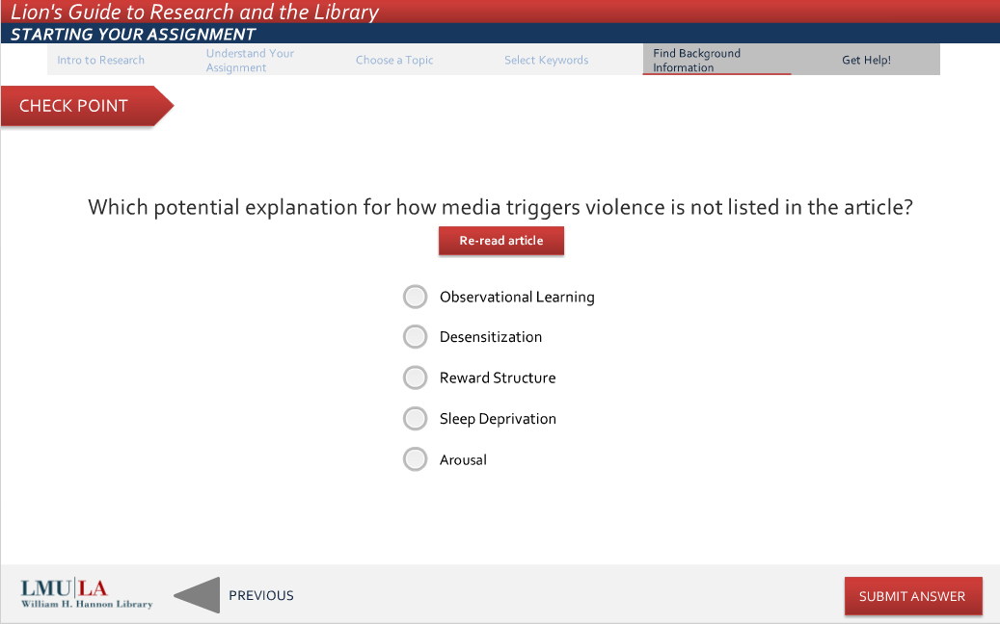 Lion's Guide to Research and the Library
STARTING YOUR ASSIGNMENT
Intro to Research
Understand Your
Assignment
Choose a Topic
Select Keywords
Find Background
Information
Get Help!
CHECK POINT
Which potential explanation for how media triggers violence is not listed in the article?
Re-read article
Observational Learning
Desensitization
Reward Structure
Sleep Deprivation
Arousal
LMU|LA
William H. Hannon Library
PREVIOUS
SUBMIT ANSWER